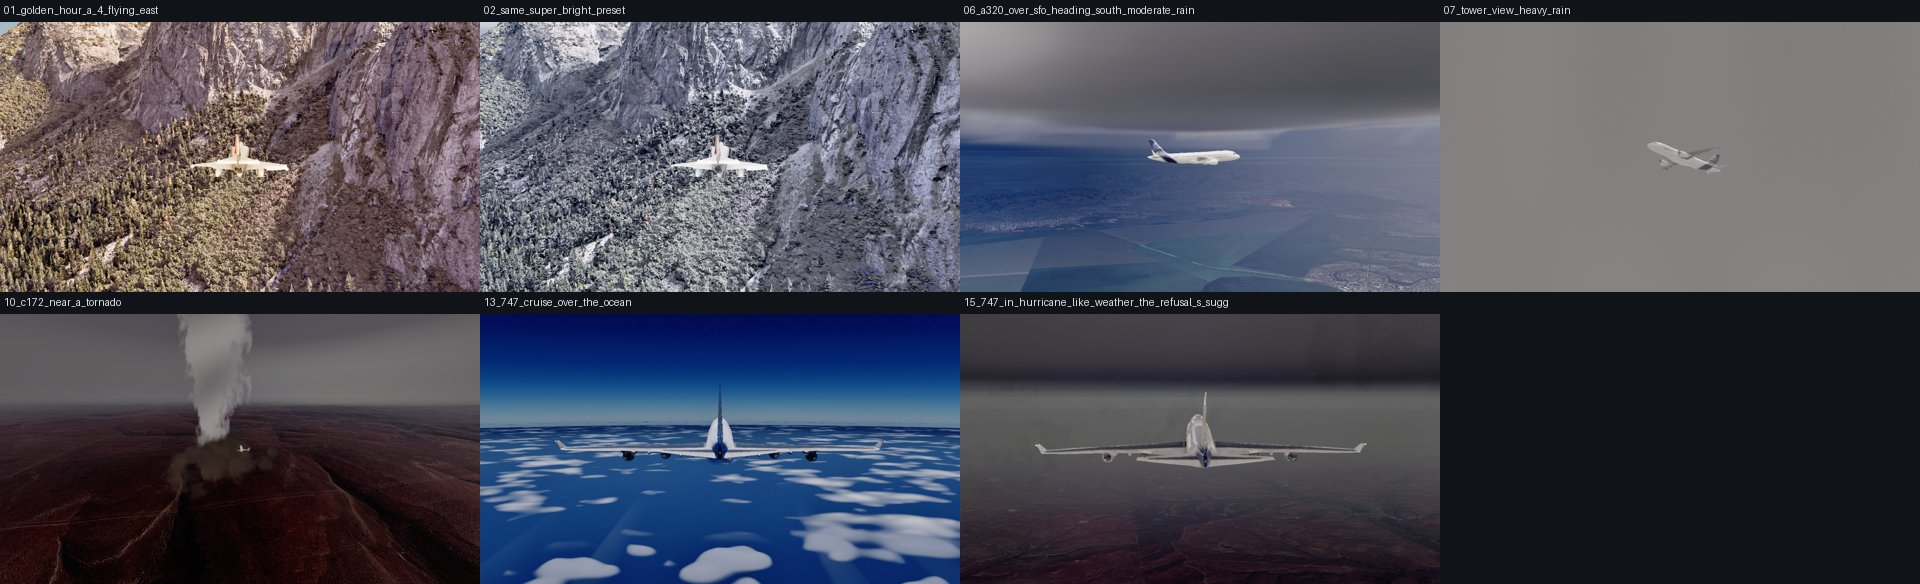 01_golden_hour_a_4_flying_east
02_same_super_bright_preset
06_a320_over_sfo_heading_south_moderate_rain
07_tower_view_heavy_rain
10_c172_near_a_tornado
13_747_cruise_over_the_ocean
15_747_in_hurricane_like_weather_the_refusal_s_sugg